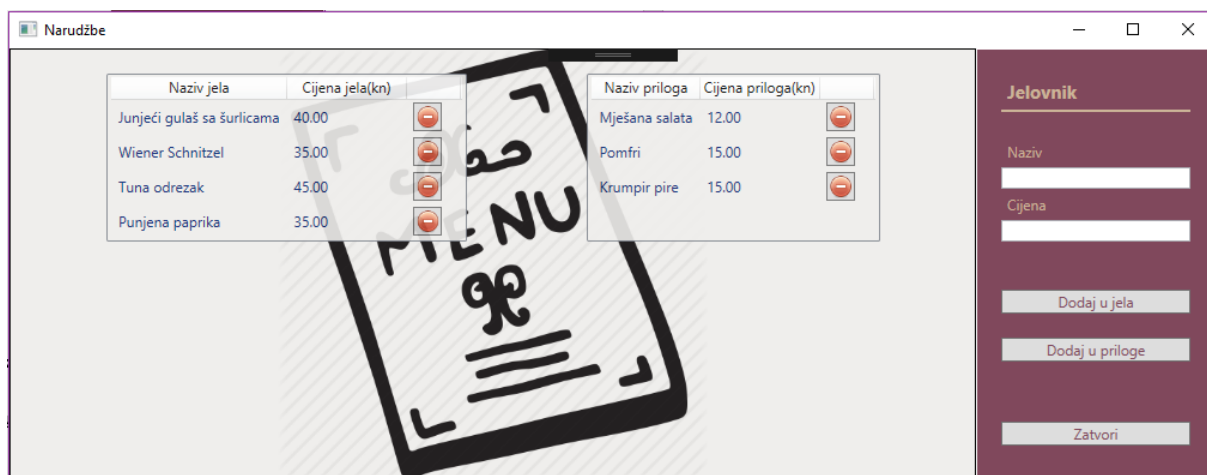 Narudžbe
Naziv jela Cijena jela(kn)
Junjeći gulaš sa šurlicama 40.00
Wiener Schnitzel 35.00
Tuna odrezak 45.00
Punjena paprika 35.00
Naziv priloga Cijena priloga(kn)
Mješana salata 12.00
Pomfri 15.00
Krumpir pire 15.00
MENU
Jelovnik
Naziv
Cijena
Dodaj u jela
Dodaj u priloge
Zatvori